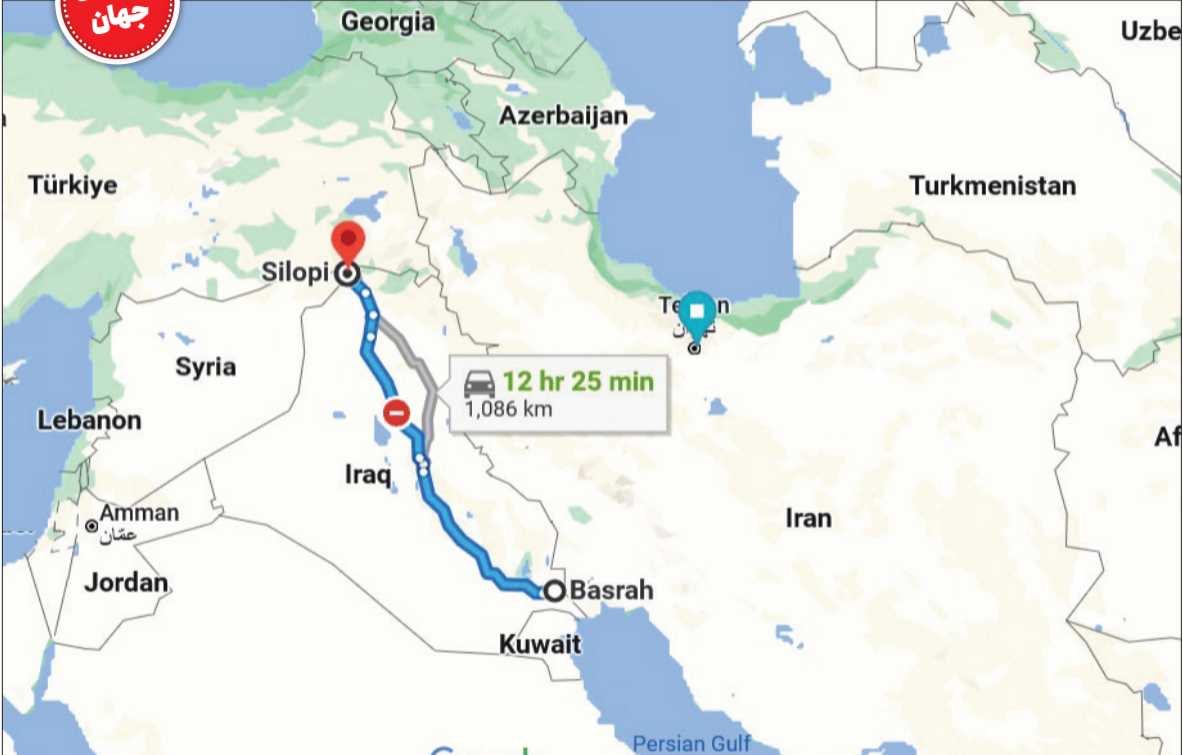 جهان
Georgia
Uzbe
Azerbaijan
Türkiye
Turkmenistan
Silopi
Syria
12 hr 25 min
1,086 km
Lebanon
Iraq
Af
Amman
عمّان
Iran
Jordan
Basrah
Kuwait
Persian Gulf